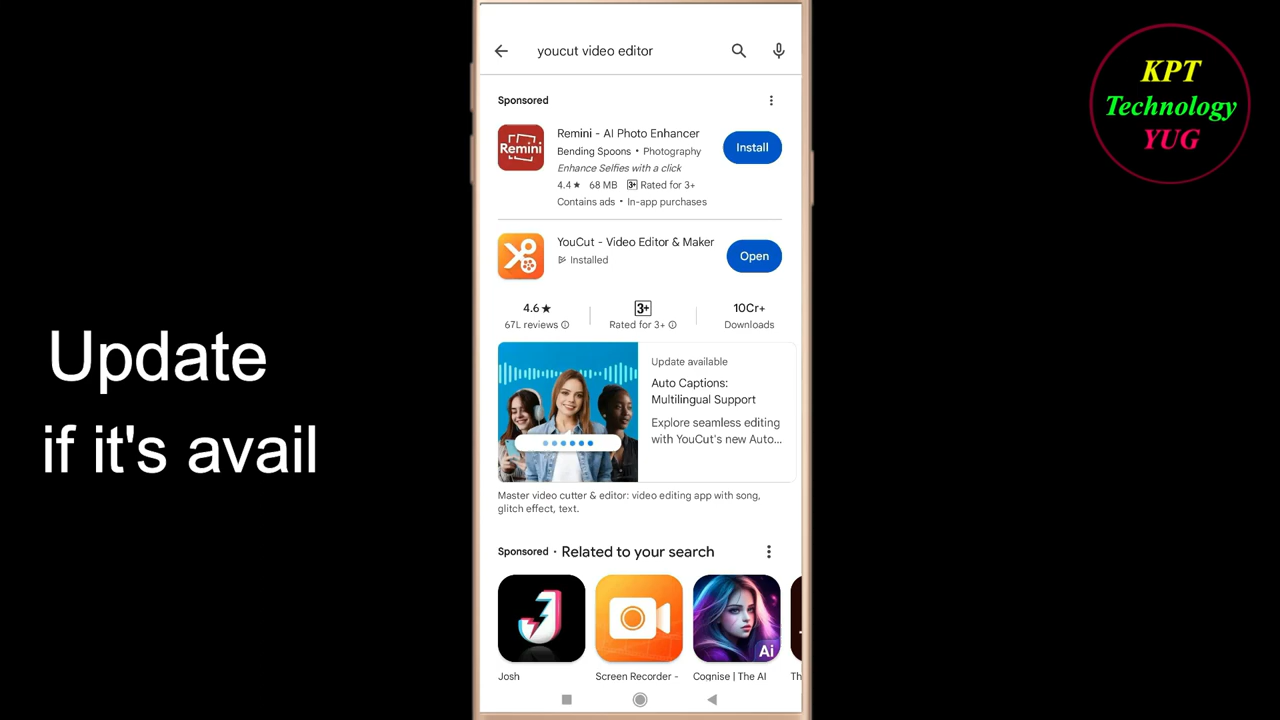 youcut video editor
KPT
Technology
YUG
Sponsored
Remini
Remini - AI Photo Enhancer
Bending Spoons • Photography
Enhance Selfies with a click
4.4★ 68 MB 3+ Rated for 3+
Contains ads • In-app purchases
Install
YouCut - Video Editor & Maker
Installed
Open
4.6★
67L reviews
3+
Rated for 3+
10Cr+
Downloads
Update available
Auto Captions:
Multilingual Support
Explore seamless editing
with YouCut's new Auto...
Master video cutter & editor: video editing app with song,
glitch effect, text.
Update
if it's avail
Sponsored · Related to your search
Ai
Josh
Screen Recorder -
Cognise | The AI
Th